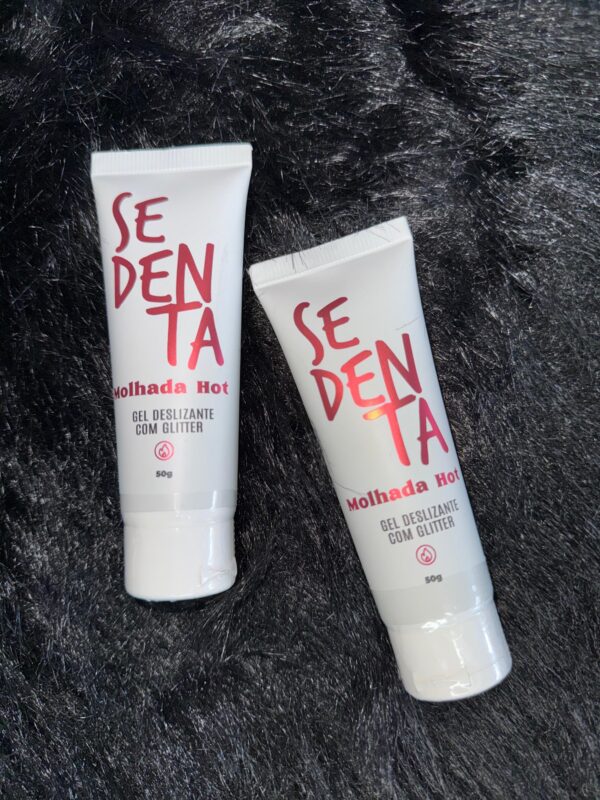 SE
DEN
TA
Molhada Hot
GEL DESLIZANTE
COM GLITTER
50g
SE
DEN
TA
Molhada Hot
GEL DESLIZANTE
COM GLITTER
50g